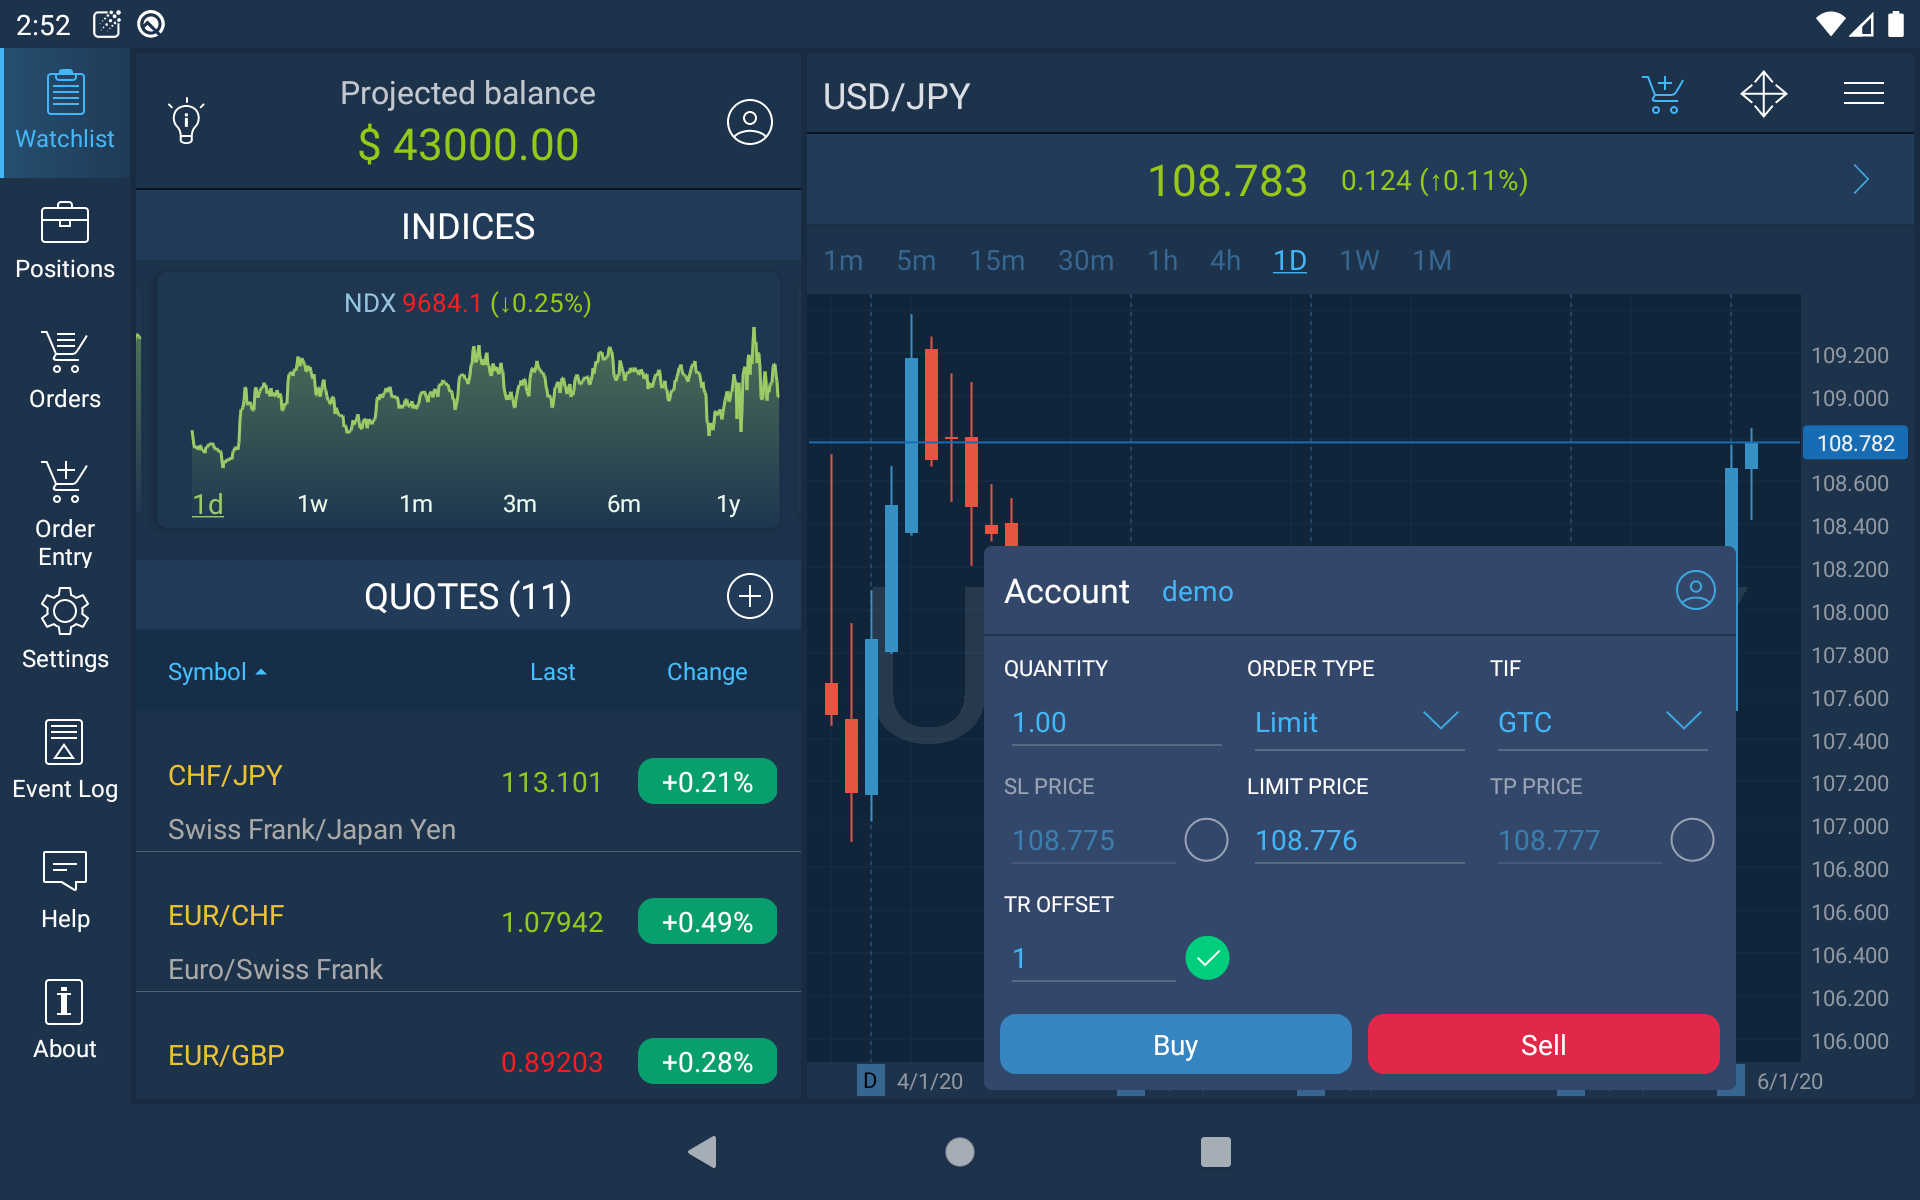 2:52
Watchlist
Positions
Orders
Order
Entry
Settings
Event Log
Help
About
Projected balance
$ 43000.00
INDICES
NDX 9684.1 (↓0.25%)
1d 1w 1m 3m 6m 1y
QUOTES (11)
Symbol Last Change
CHF/JPY 113.101 +0.21%
Swiss Frank/Japan Yen
EUR/CHF 1.07942 +0.49%
Euro/Swiss Frank
EUR/GBP 0.89203 +0.28%
USD/JPY
108.783 0.124 (↑0.11%)
1m 5m 15m 30m 1h 4h 1D 1W 1M
109.200
109.000
108.782
108.600
108.400
108.200
108.000
107.800
107.600
107.400
107.200
107.000
106.800
106.600
106.400
106.200
106.000
Account demo
QUANTITY ORDER TYPE TIF
1.00 Limit GTC
SL PRICE LIMIT PRICE TP PRICE
108.775 108.776 108.777
TR OFFSET
1
Buy Sell
D 4/1/20 6/1/20